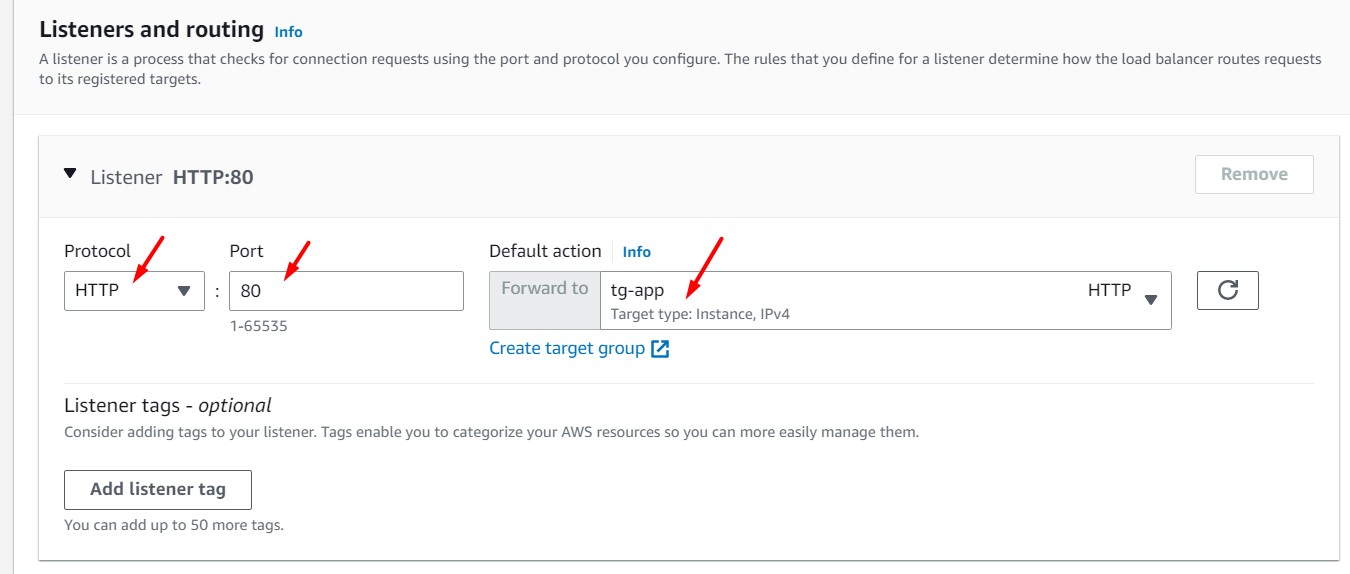 Listeners and routing Info
A listener is a process that checks for connection requests using the port and protocol you configure. The rules that you define for a listener determine how the load balancer routes requests
to its registered targets.
Listener HTTP:80
Remove
Protocol
Port
Default action Info
HTTP
:
80
Forward to
tg-app
HTTP
Target type: Instance, IPv4
1-65535
Create target group
Listener tags - optional
Consider adding tags to your listener. Tags enable you to categorize your AWS resources so you can more easily manage them.
Add listener tag
You can add up to 50 more tags.